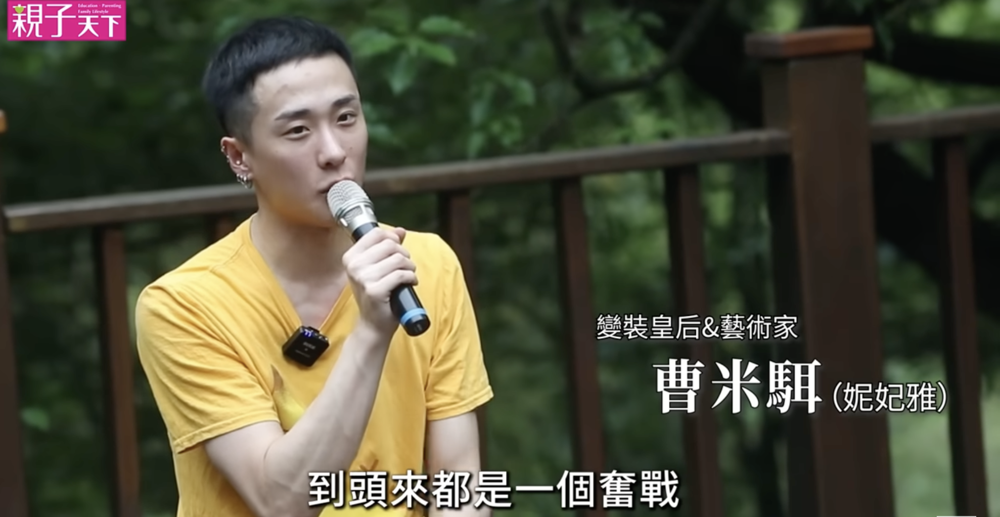 Education · Parenting
Family Lifestyle
親子天下
變裝皇后&藝術家
曹米駬（妮妃雅）
到頭來都是一個奮戰